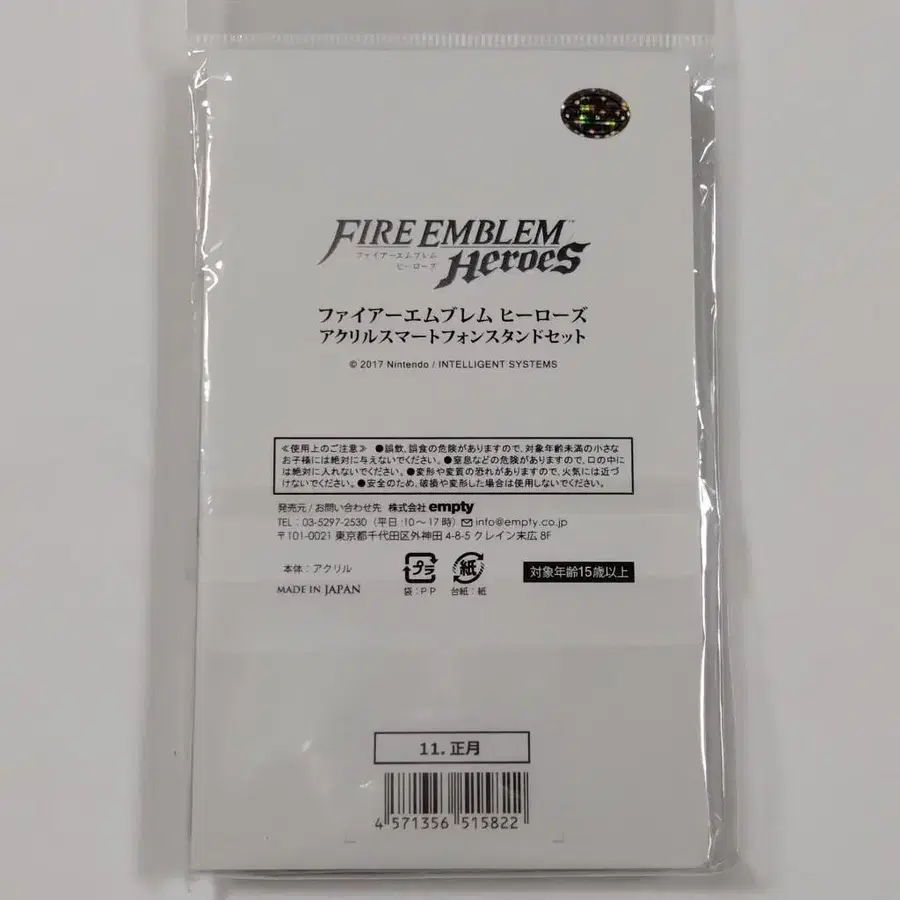 FIRE EMBLEM™
ファイアーエムブレム
ヒーローズ
Heroes
ファイアーエムブレム ヒーローズ
アクリルスマートフォンスタンドセット
© 2017 Nintendo / INTELLIGENT SYSTEMS
≪使用上のご注意≫ ●誤飲、誤食の危険がありますので、対象年齢未満の小さな
お子様には絶対に与えないでください。●窒息などの危険がありますので、口の中に
は絶対に入れないでください。●変形や変質の恐れがありますので、火気には近づ
けないでください。●安全のため、破損や変形した場合は使用しないでください。
発売元 / お問い合わせ先 株式会社 empty
TEL : 03-5297-2530 (平日 :10〜17時) info@empty.co.jp
〒101-0021 東京都千代田区外神田 4-8-5 クレイン末広 8F
本体 : アクリル
MADE IN JAPAN
プラ
袋 : PP
紙
台紙 : 紙
対象年齢15歳以上
11. 正月
4 571356 515822